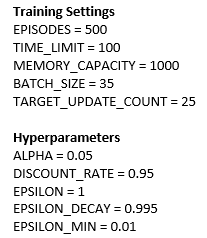 Training Settings
EPISODES = 500
TIME_LIMIT = 100
MEMORY_CAPACITY = 1000
BATCH_SIZE = 35
TARGET_UPDATE_COUNT = 25
Hyperparameters
ALPHA = 0.05
DISCOUNT_RATE = 0.95
EPSILON = 1
EPSILON_DECAY = 0.995
EPSILON_MIN = 0.01